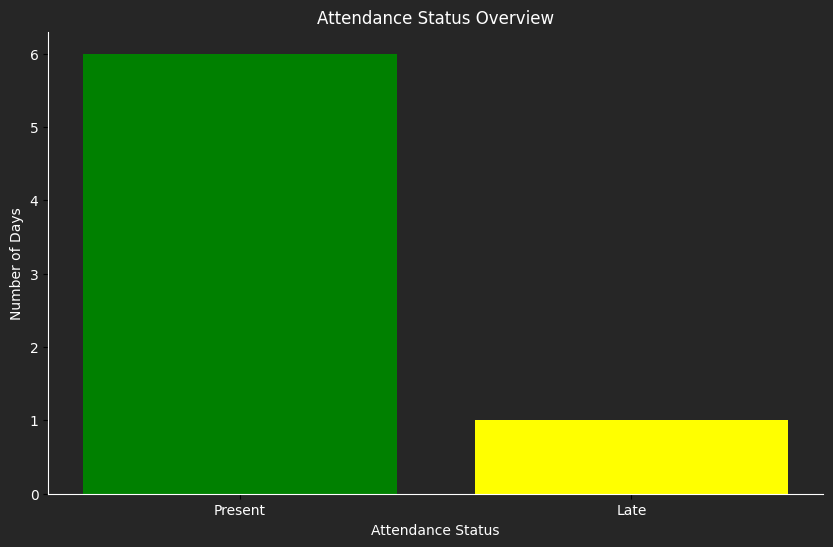 Attendance Status Overview
6
5
4
3
2
1
0
Number of Days
Present
Late
Attendance Status